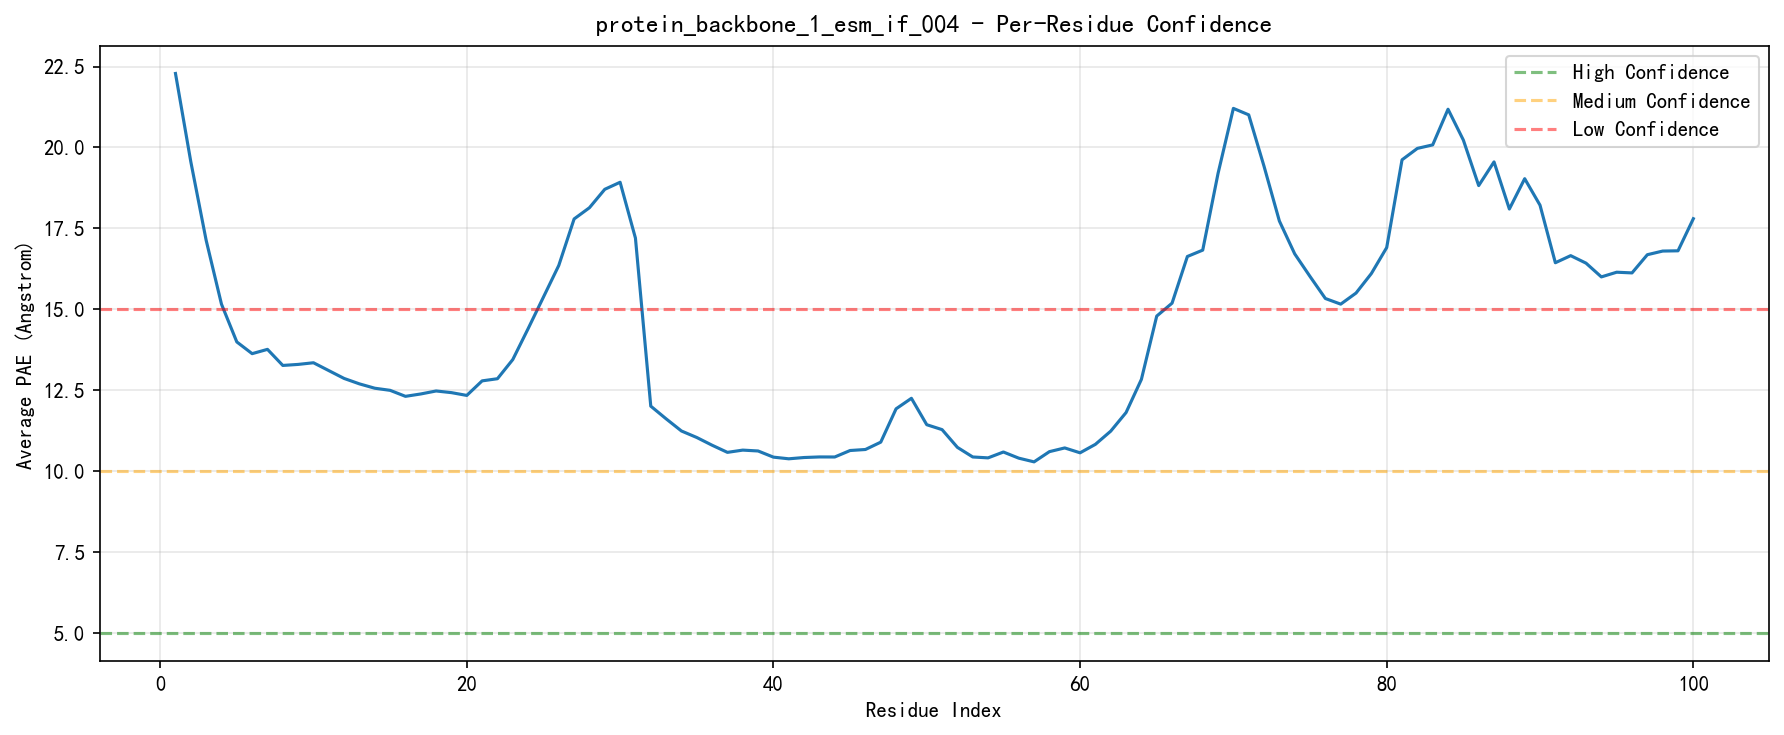 protein_backbone_1_esm_if_004 - Per-Residue Confidence
22.5
20.0
17.5
15.0
12.5
10.0
7.5
5.0
Average PAE (Angstrom)
High Confidence
Medium Confidence
Low Confidence
0
20
40
60
80
100
Residue Index